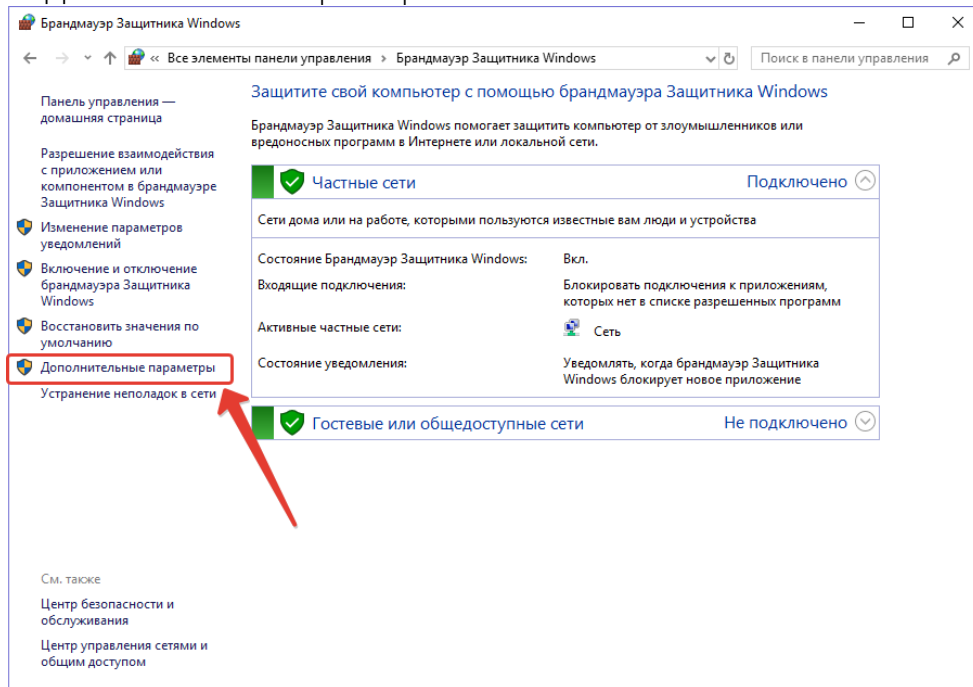 Брандмауэр Защитника Windows
« Все элементы панели управления › Брандмауэр Защитника Windows
Поиск в панели управления
Панель управления —
домашняя страница
Разрешение взаимодействия
с приложением или
компонентом в брандмауэре
Защитника Windows
Изменение параметров
уведомлений
Включение и отключение
брандмауэра Защитника
Windows
Восстановить значения по
умолчанию
Дополнительные параметры
Устранение неполадок в сети
См. также
Центр безопасности и
обслуживания
Центр управления сетями и
общим доступом
Защитите свой компьютер с помощью брандмауэра Защитника Windows
Брандмауэр Защитника Windows помогает защитить компьютер от злоумышленников или
вредоносных программ в Интернете или локальной сети.
Частные сети Подключено
Сети дома или на работе, которыми пользуются известные вам люди и устройства
Состояние Брандмауэр Защитника Windows: Вкл.
Входящие подключения: Блокировать подключения к приложениям,
которых нет в списке разрешенных программ
Активные частные сети: Сеть
Состояние уведомления: Уведомлять, когда брандмауэр Защитника
Windows блокирует новое приложение
Гостевые или общедоступные сети Не подключено